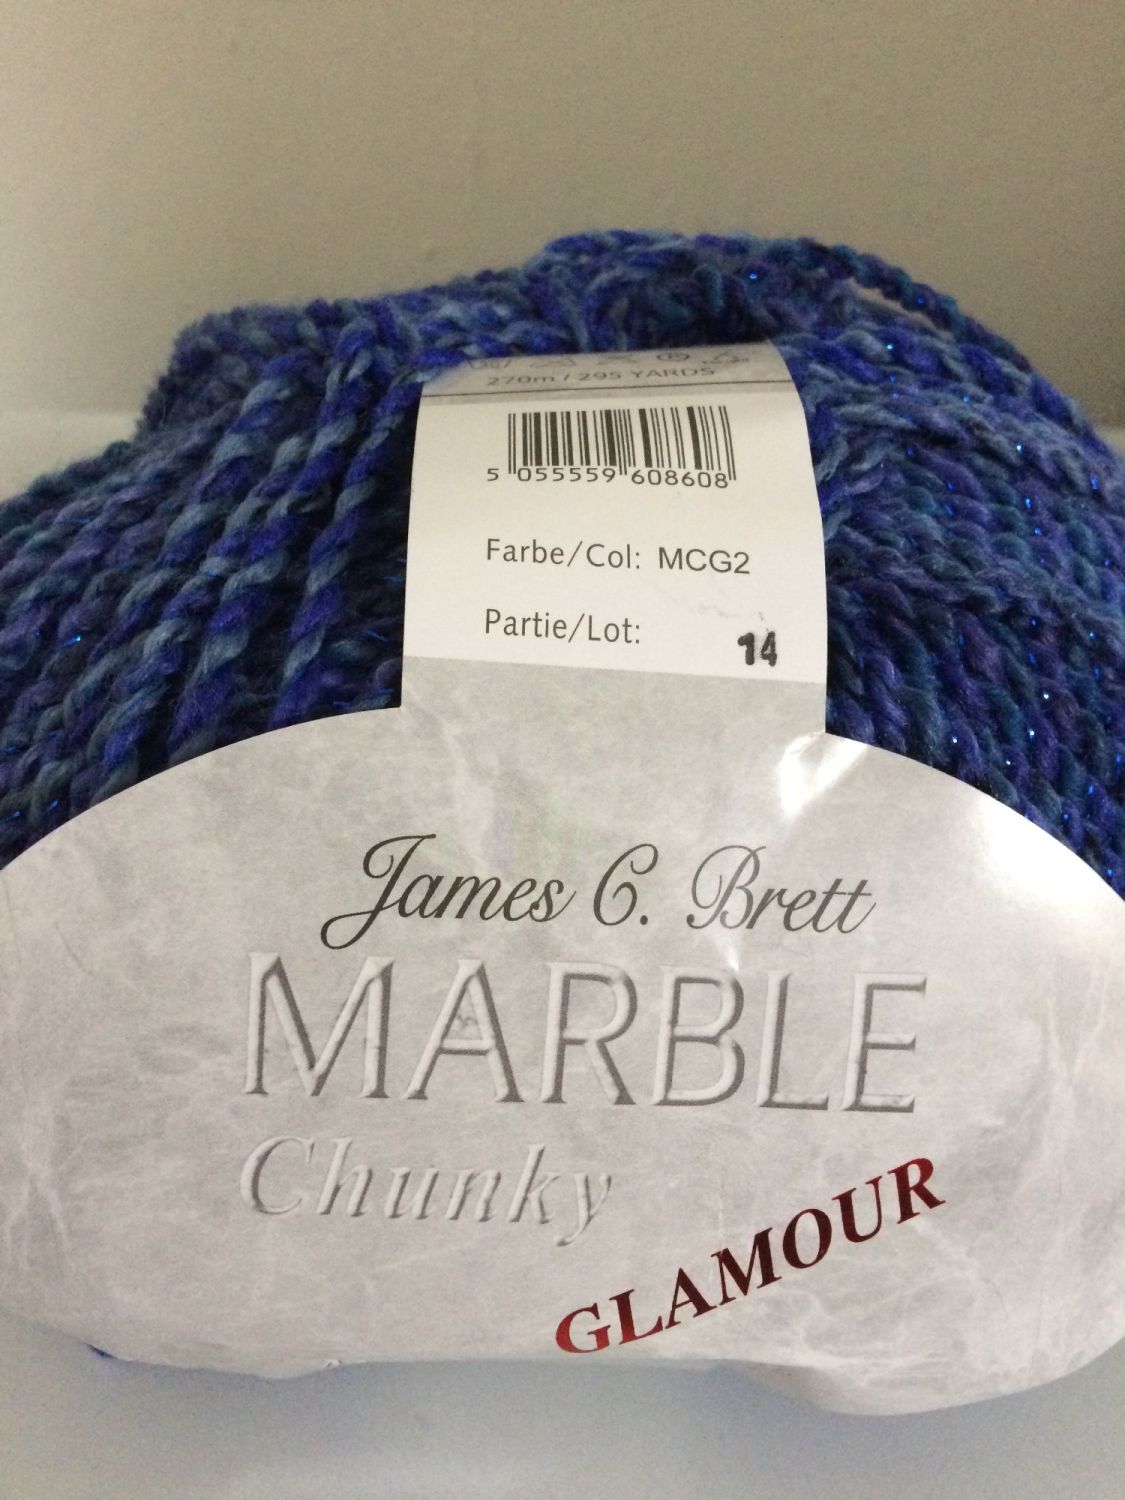 270m / 295 YARDS
5 055559 608608
Farbe/Col: MCG2
Partie/Lot: 14
James C. Brett
MARBLE
Chunky
GLAMOUR